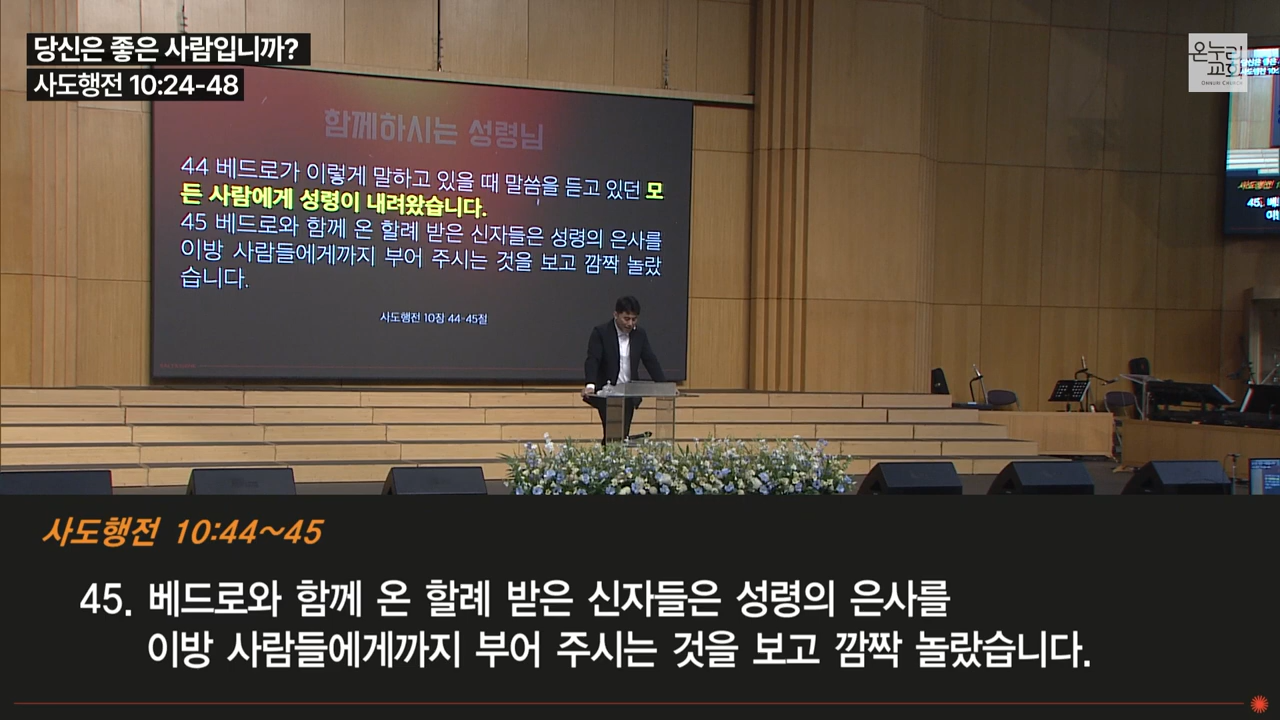 당신은 좋은 사람입니까?
사도행전 10:24-48
온누리
교회
ONNURI CHURCH
함께하시는 성령님
44 베드로가 이렇게 말하고 있을 때 말씀을 듣고 있던 모
든 사람에게 성령이 내려왔습니다.
45 베드로와 함께 온 할례 받은 신자들은 성령의 은사를
이방 사람들에게까지 부어 주시는 것을 보고 깜짝 놀랐
습니다.
사도행전 10장 44-45절
사도행전 10:44~45
45. 베드로와 함께 온 할례 받은 신자들은 성령의 은사를
이방 사람들에게까지 부어 주시는 것을 보고 깜짝 놀랐습니다.